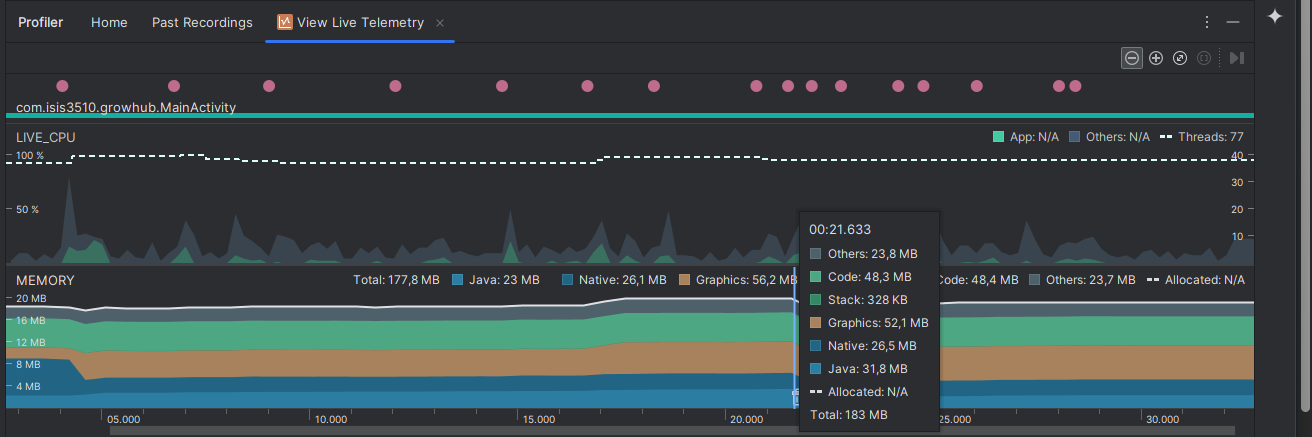 Profiler Home Past Recordings View Live Telemetry
com.isis3510.growhub.MainActivity
LIVE_CPU App: N/A Others: N/A Threads: 77
100 % 40
30
50 % 20
10
00:21.633
Others: 23,8 MB
Code: 48,3 MB
Stack: 328 KB
Graphics: 52,1 MB
Native: 26,5 MB
Java: 31,8 MB
Allocated: N/A
Total: 183 MB
MEMORY Total: 177,8 MB Java: 23 MB Native: 26,1 MB Graphics: 56,2 MB Code: 48,4 MB Others: 23,7 MB Allocated: N/A
20 MB
16 MB
12 MB
8 MB
4 MB
05.000 10.000 15.000 20.000 25.000 30.000